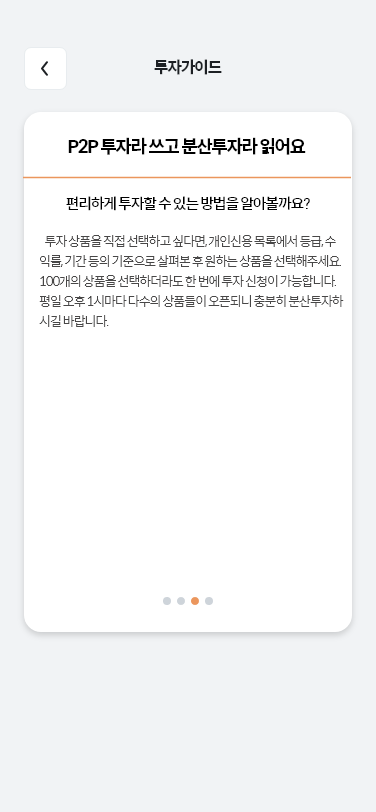 투자가이드
P2P 투자라 쓰고 분산투자라 읽어요
편리하게 투자할 수 있는 방법을 알아볼까요?
투자 상품을 직접 선택하고 싶다면, 개인신용 목록에서 등급, 수
익률, 기간 등의 기준으로 살펴본 후 원하는 상품을 선택해주세요.
100개의 상품을 선택하더라도 한 번에 투자 신청이 가능합니다.
평일 오후 1시마다 다수의 상품들이 오픈되니 충분히 분산투자하
시길 바랍니다.